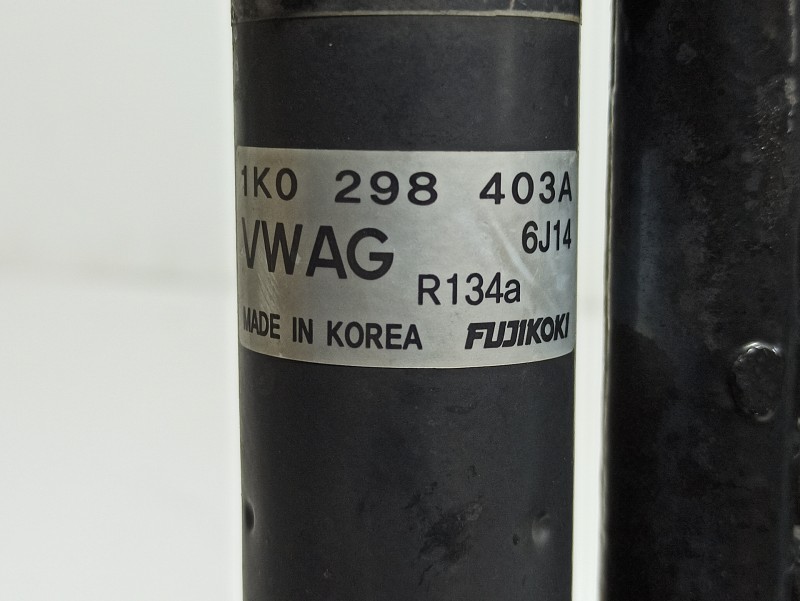 1K0 298 403A
VWAG 6J14
R134a
MADE IN KOREA FUJIKOKI